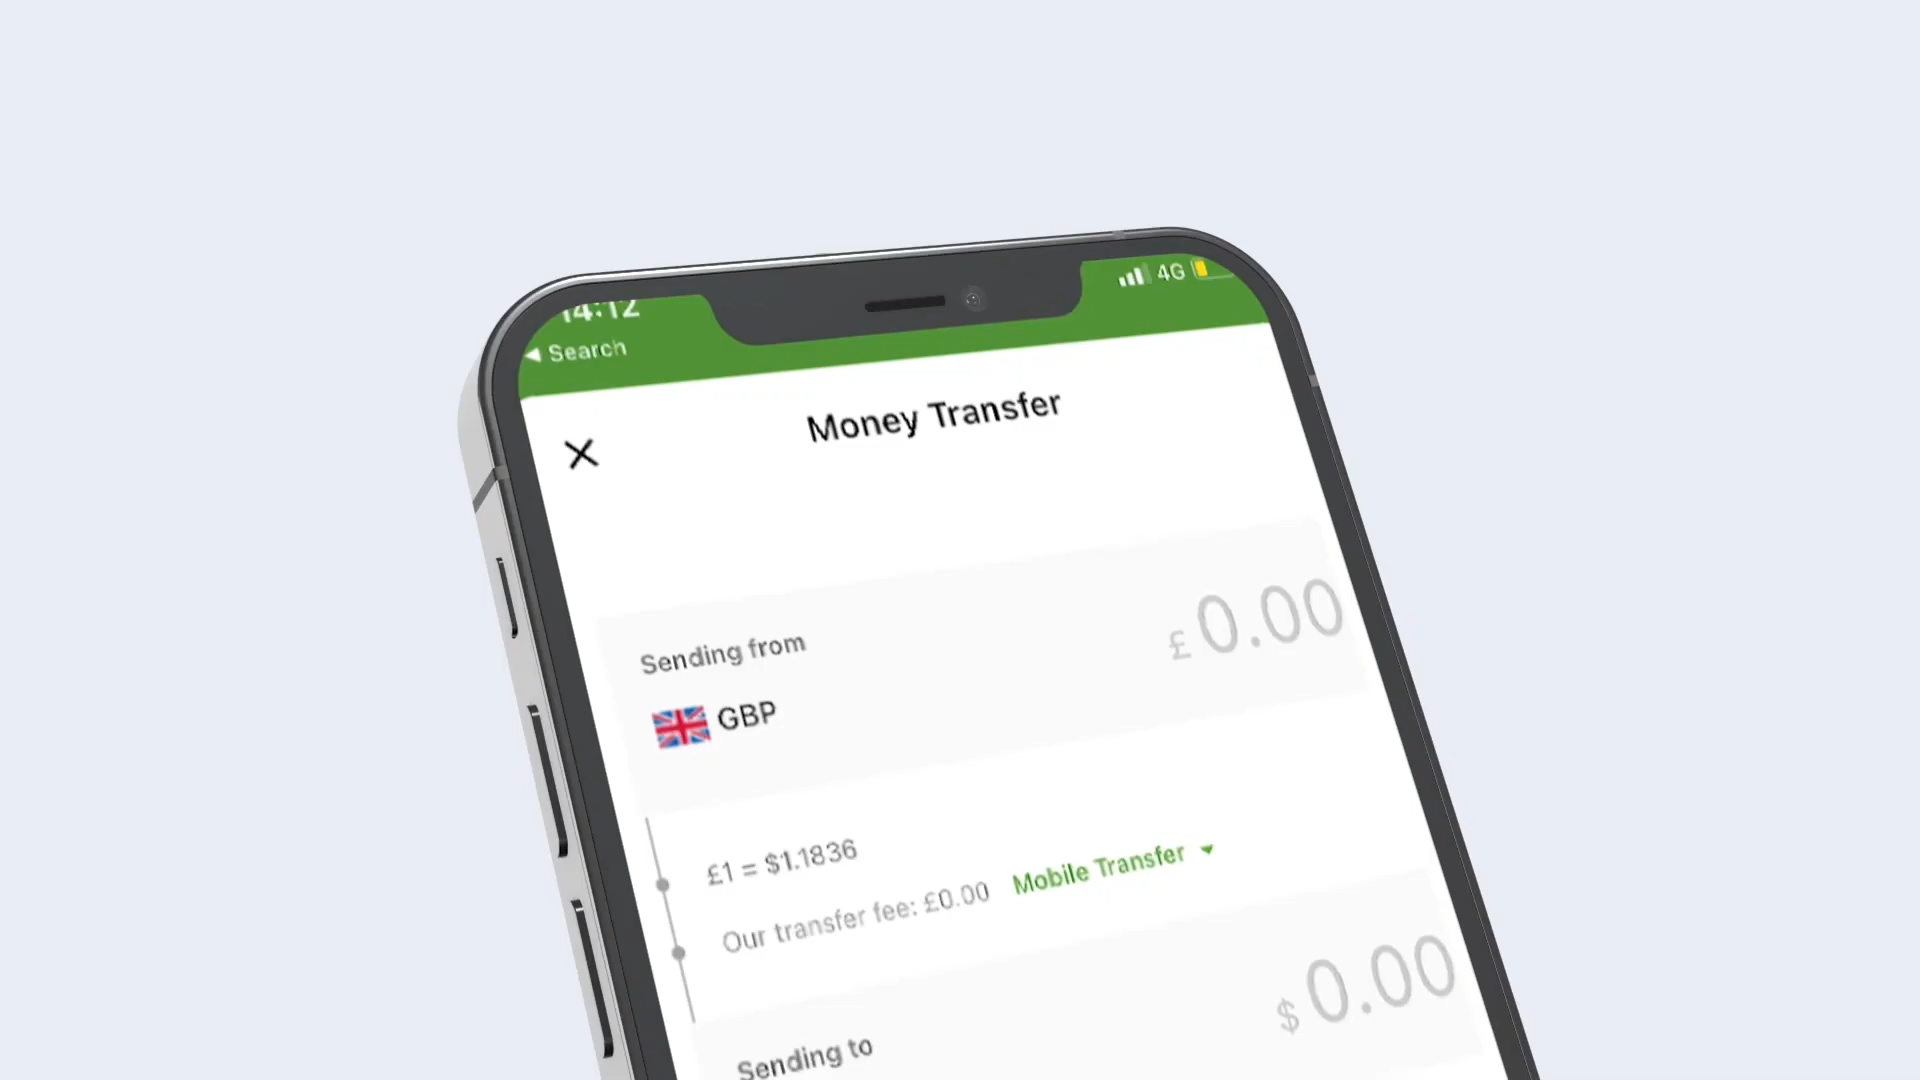 14:12
4G
◀ Search
Money Transfer
Sending from
£0.00
GBP
£1 = $1.1836
Our transfer fee: £0.00 Mobile Transfer
$0.00
Sending to